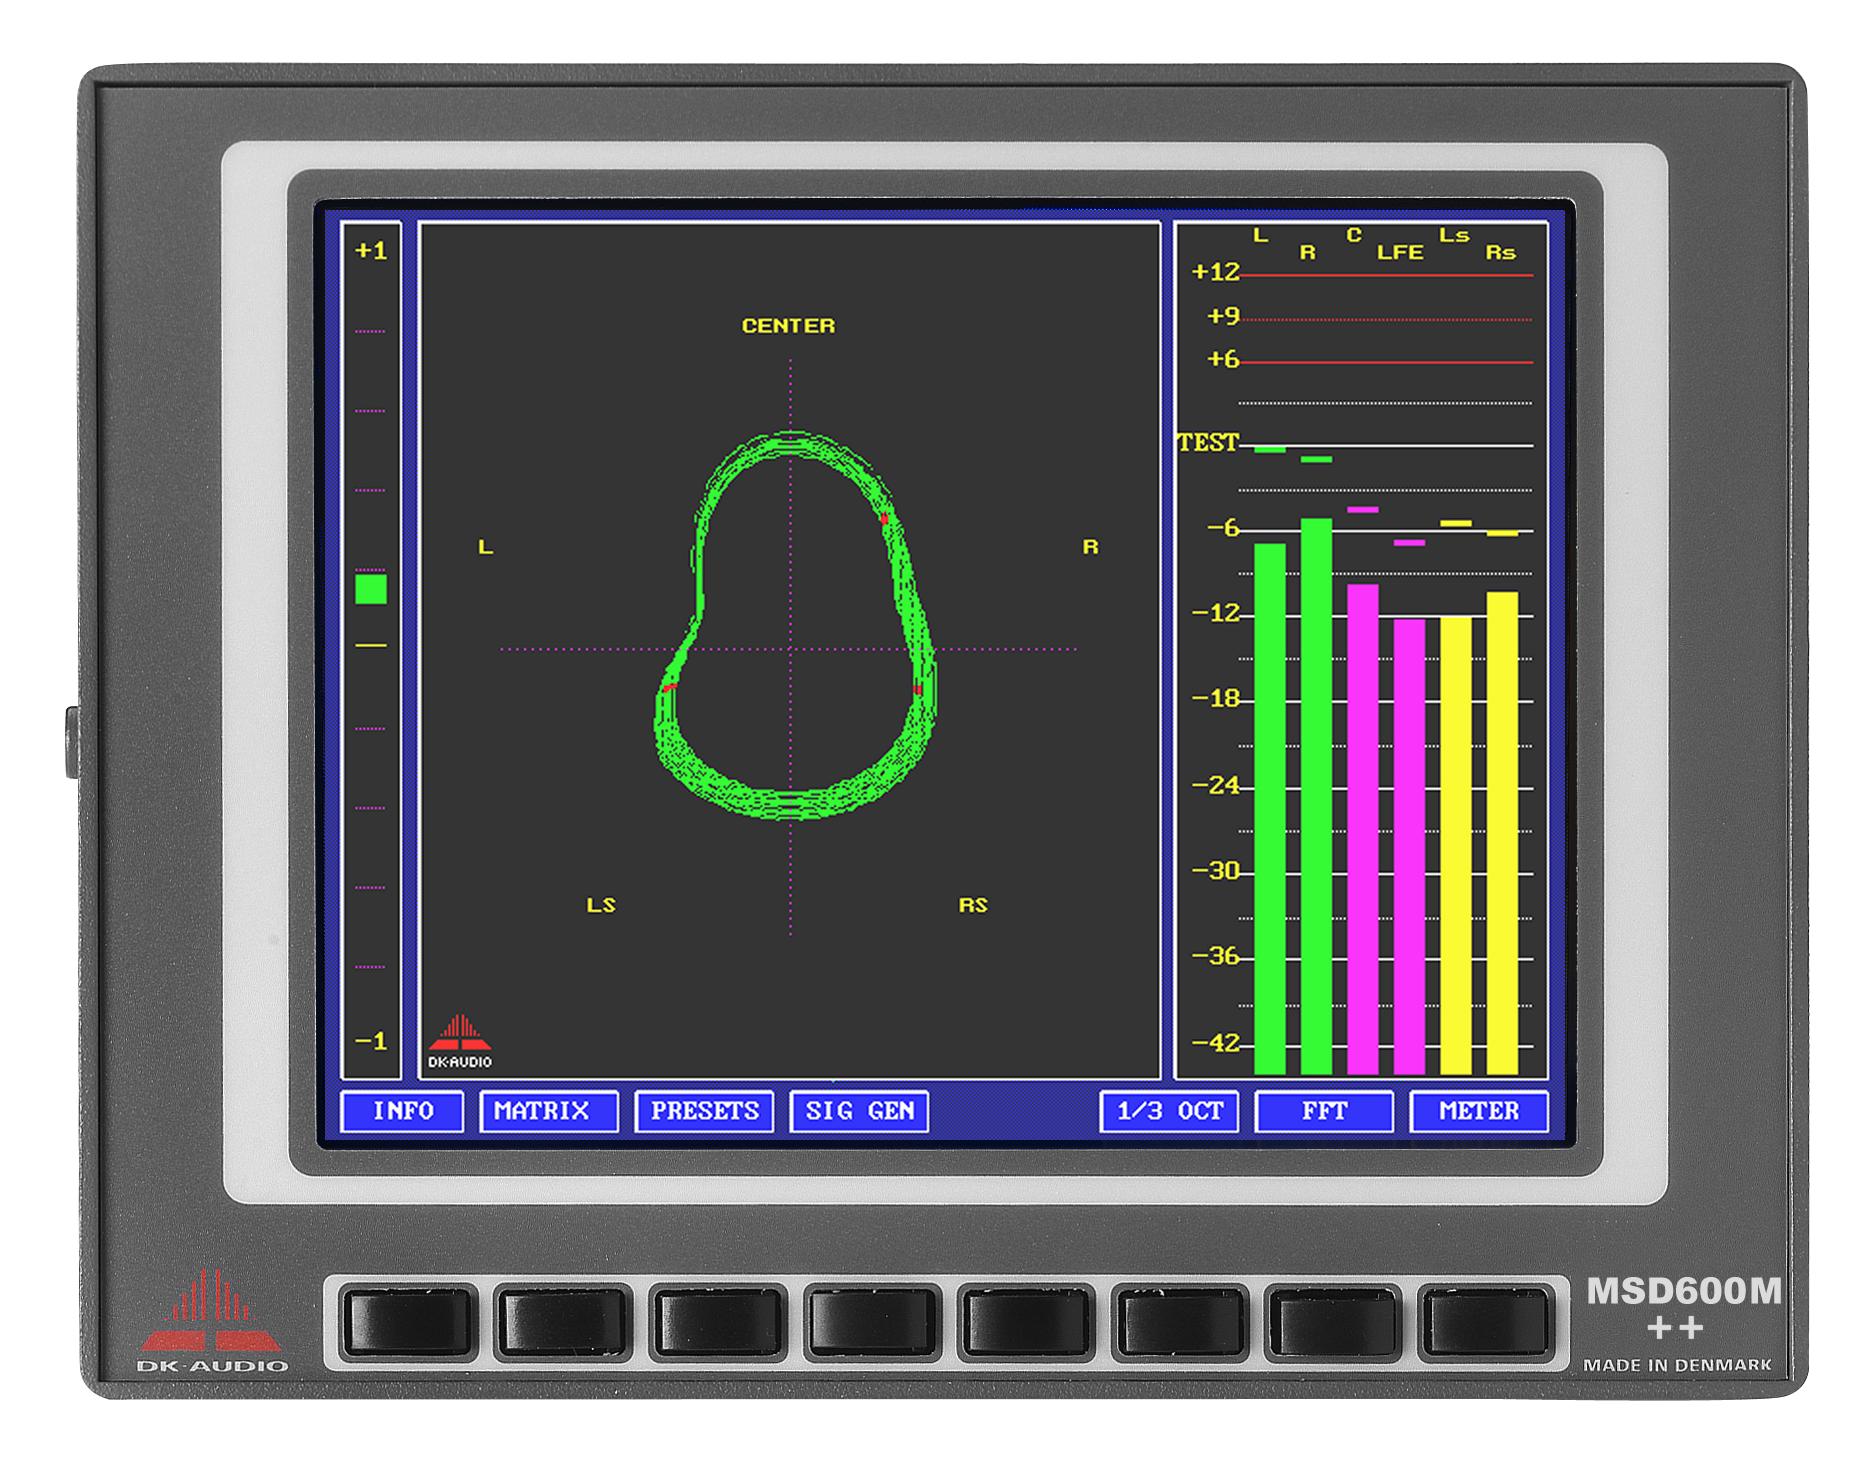 +1
-1
CENTER
L R
LS RS
DK-AUDIO
L C Ls
R LFE Rs
+12
+9
+6
TEST
-6
-12
-18
-24
-30
-36
-42
INFO MATRIX PRESETS SIG GEN 1/3 OCT FFT METER
DK-AUDIO
MSD600M
++
MADE IN DENMARK